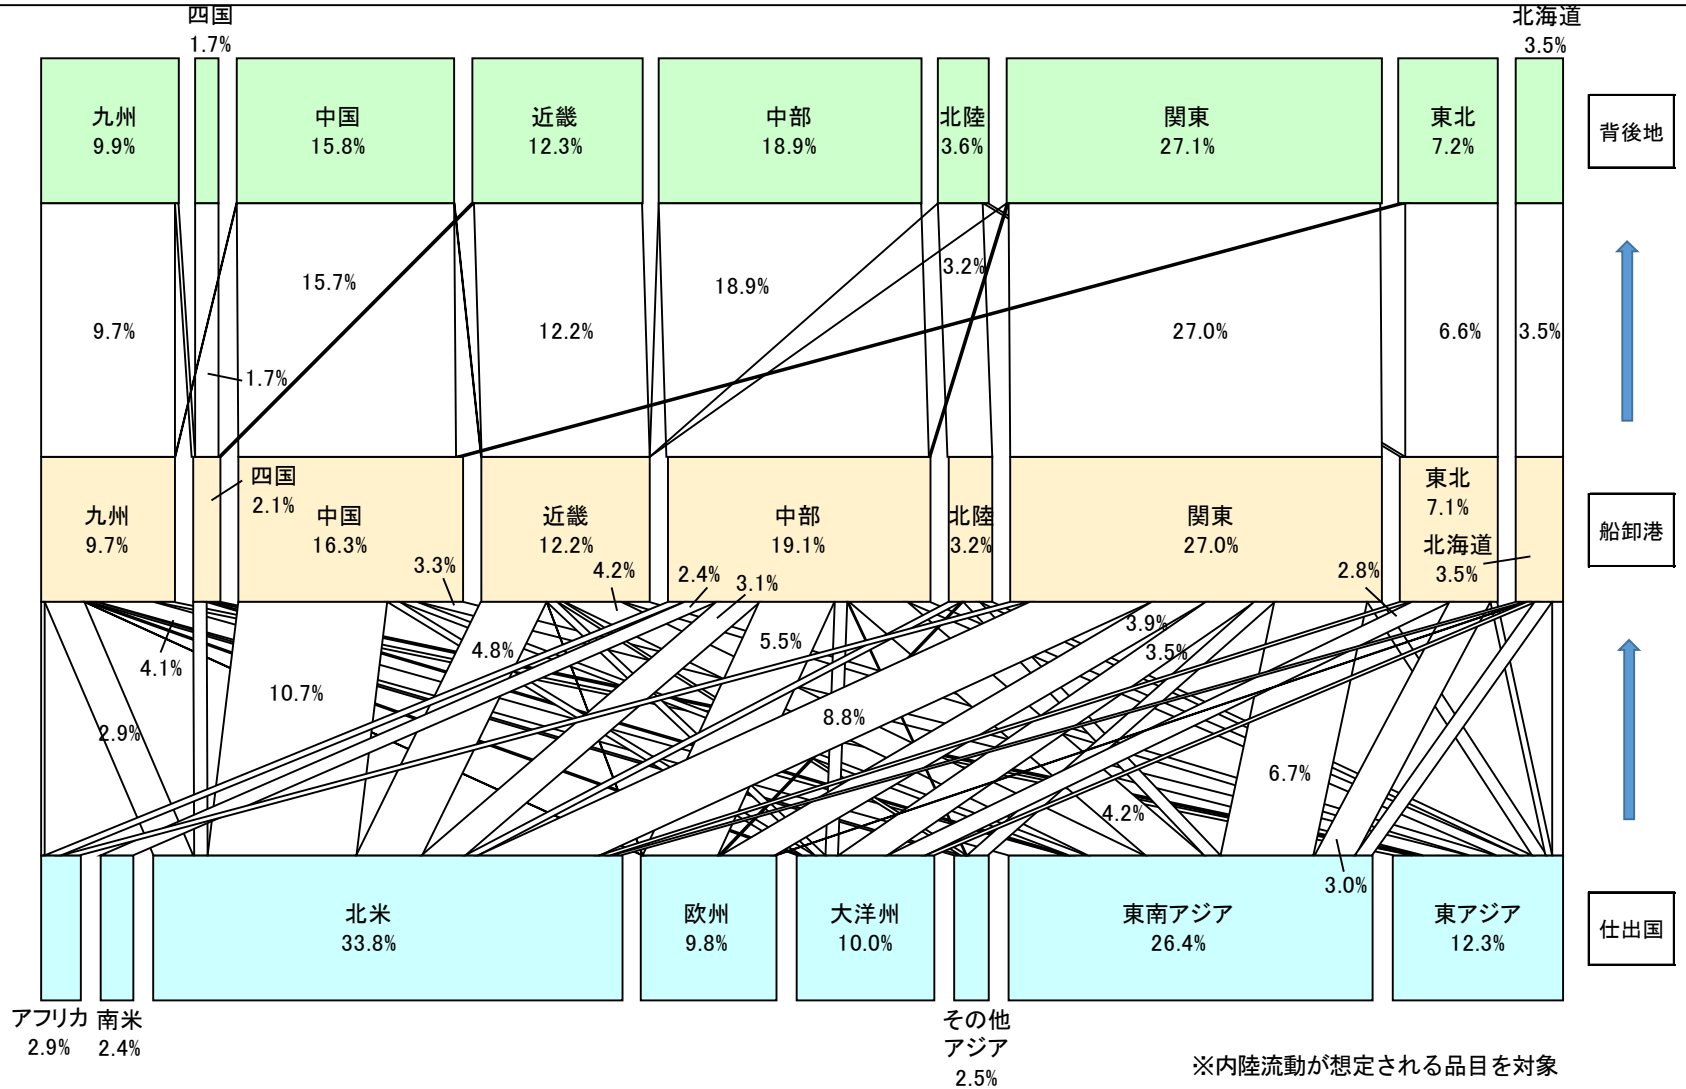 四国
1.7%
北海道
3.5%
九州
9.9%
中国
15.8%
近畿
12.3%
中部
18.9%
北陸
3.6%
関東
27.1%
東北
7.2%
背後地
9.7%
1.7%
15.7%
12.2%
18.9%
3.2%
27.0%
6.6%
3.5%
九州
9.7%
四国
2.1%
中国
16.3%
近畿
12.2%
中部
19.1%
北陸
3.2%
関東
27.0%
東北
7.1%
北海道
3.5%
船卸港
3.3%
4.2%
2.4%
3.1%
2.8%
4.1%
4.8%
5.5%
3.9%
3.5%
2.9%
10.7%
8.8%
6.7%
4.2%
3.0%
北米
33.8%
欧州
9.8%
大洋州
10.0%
東南アジア
26.4%
東アジア
12.3%
仕出国
アフリカ
2.9%
南米
2.4%
その他
アジア
2.5%
※内陸流動が想定される品目を対象